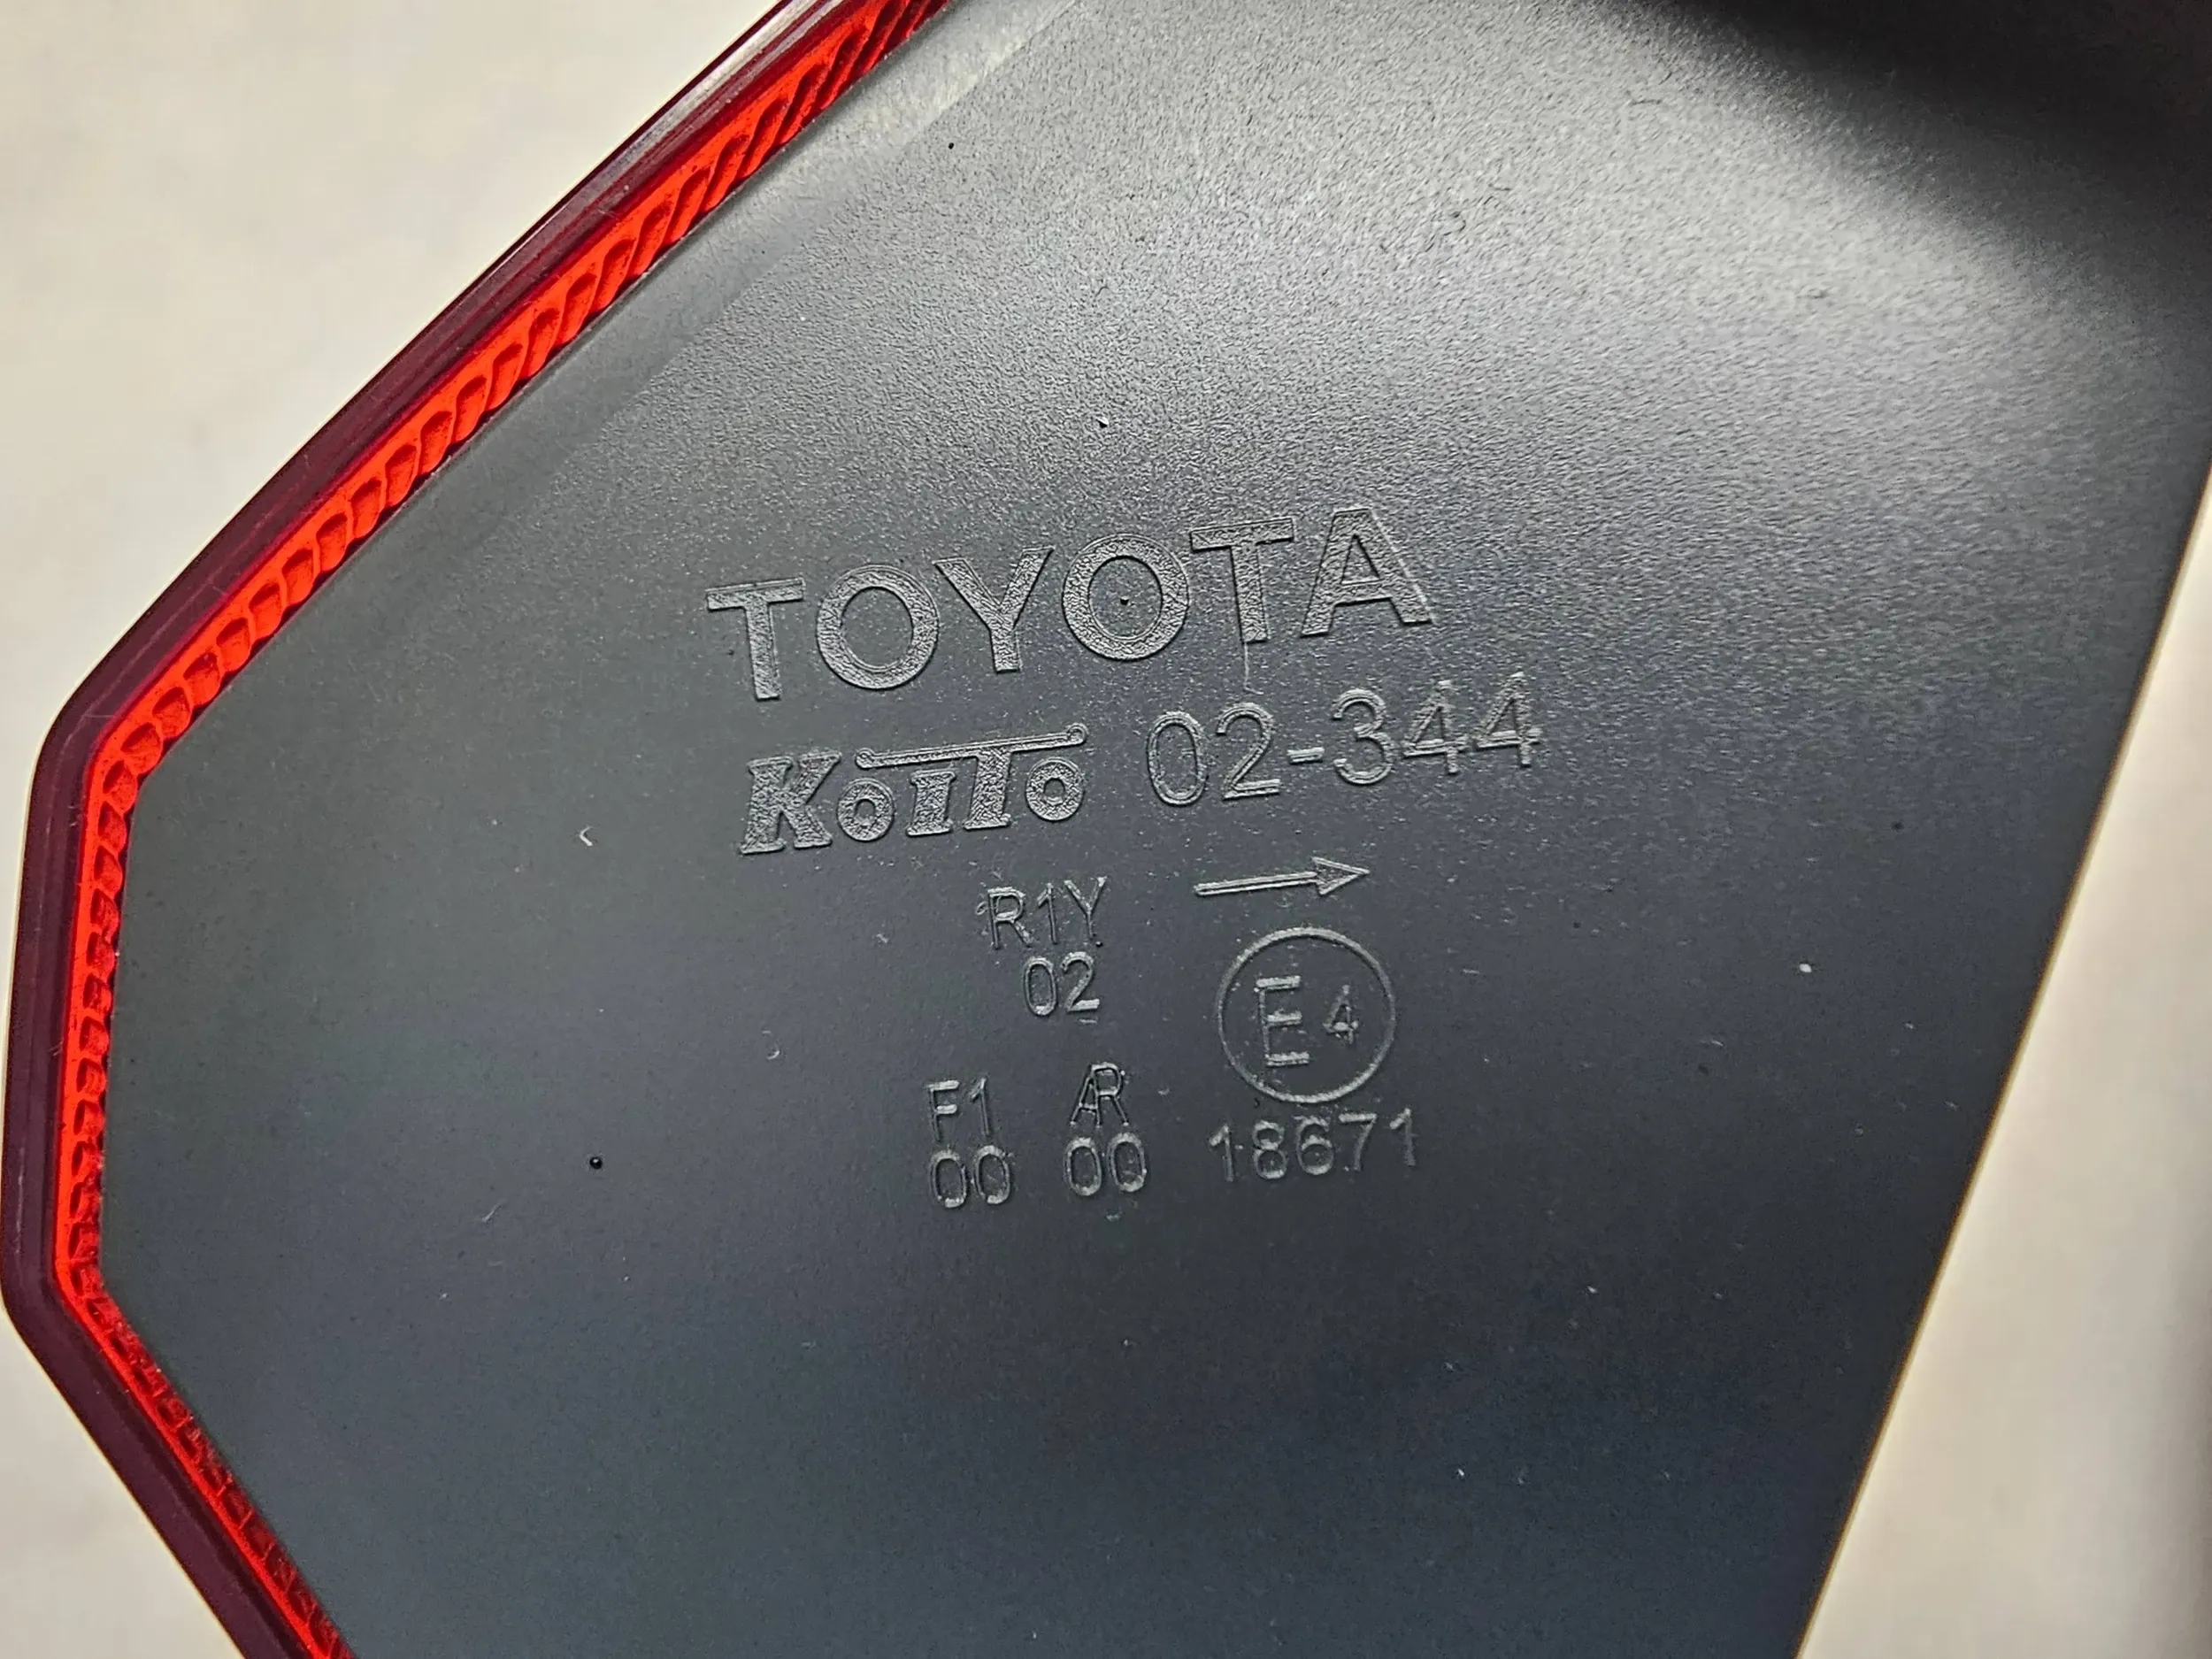 TOYOTA
KOITO 02-344
R1Y →
02
E4
F1 AR
00 00 18671